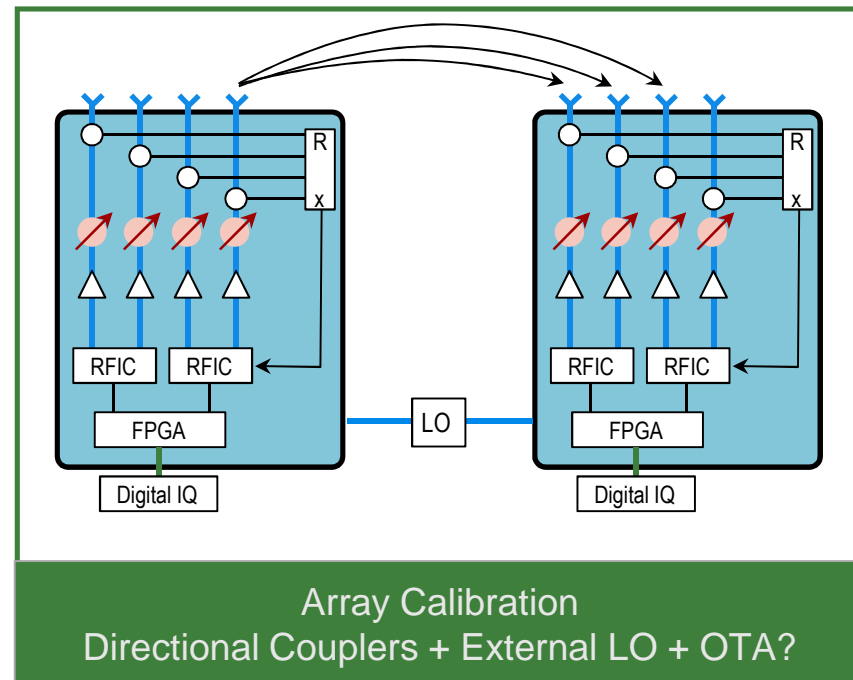 R
x
RFIC
RFIC
FPGA
Digital IQ
LO
R
x
RFIC
RFIC
FPGA
Digital IQ
Array Calibration
Directional Couplers + External LO + OTA?